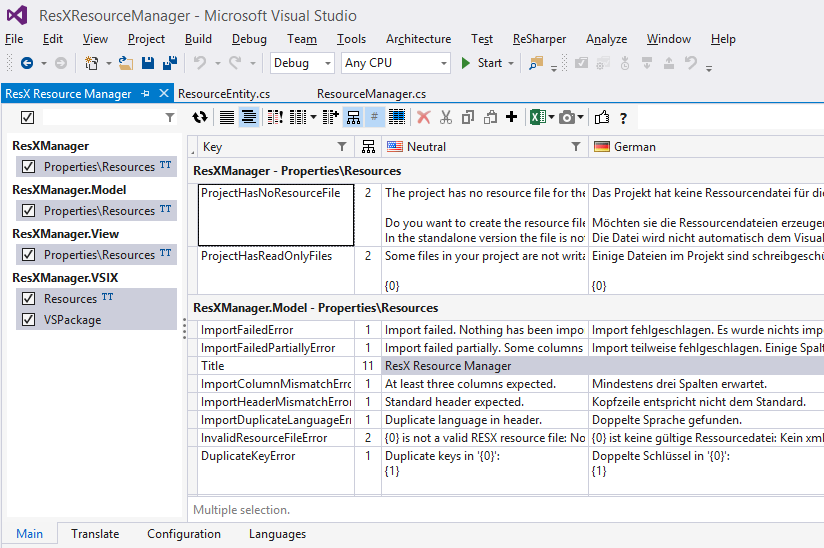 ResXResourceManager - Microsoft Visual Studio
File Edit View Project Build Debug Team Tools Architecture Test ReSharper Analyze Window Help
Debug Any CPU Start
ResX Resource Manager ResourceEntity.cs ResourceManager.cs
# ?
Key Neutral German
ResXManager
Properties\Resources TT
ResXManager.Model
Properties\Resources TT
ResXManager.View
Properties\Resources TT
ResXManager.VSIX
Resources TT
VSPackage
ResXManager - Properties\Resources
ProjectHasNoResourceFile 2 The project has no resource file for the Das Projekt hat keine Ressourcendatei für die
Do you want to create the resource file Möchten sie die Ressourcendateien erzeugen
In the standalone version the file is no Die Datei wird nicht automatisch dem Visual
ProjectHasReadOnlyFiles 2 Some files in your project are not writa Einige Dateien im Projekt sind schreibgeschü
{0} {0}
ResXManager.Model - Properties\Resources
ImportFailedError 1 Import failed. Nothing has been impo Import fehlgeschlagen. Es wurde nichts imp
ImportFailedPartiallyError 1 Import failed partially. Some columns Import teilweise fehlgeschlagen. Einige Spalt
Title 11 ResX Resource Manager
ImportColumnMismatchErrc 1 At least three columns expected. Mindestens drei Spalten erwartet.
ImportHeaderMismatchError 1 Standard header expected. Kopfzeile entspricht nicht dem Standard.
ImportDuplicateLanguageErr 1 Duplicate language in header. Doppelte Sprache gefunden.
InvalidResourceFileError 2 {0} is not a valid RESX resource file: No {0} ist keine gültige Ressourcedatei: Kein xml
DuplicateKeyError 1 Duplicate keys in '{0}': Doppelte Schlüssel in '{0}':
{1} {1}
Multiple selection.
Main Translate Configuration Languages